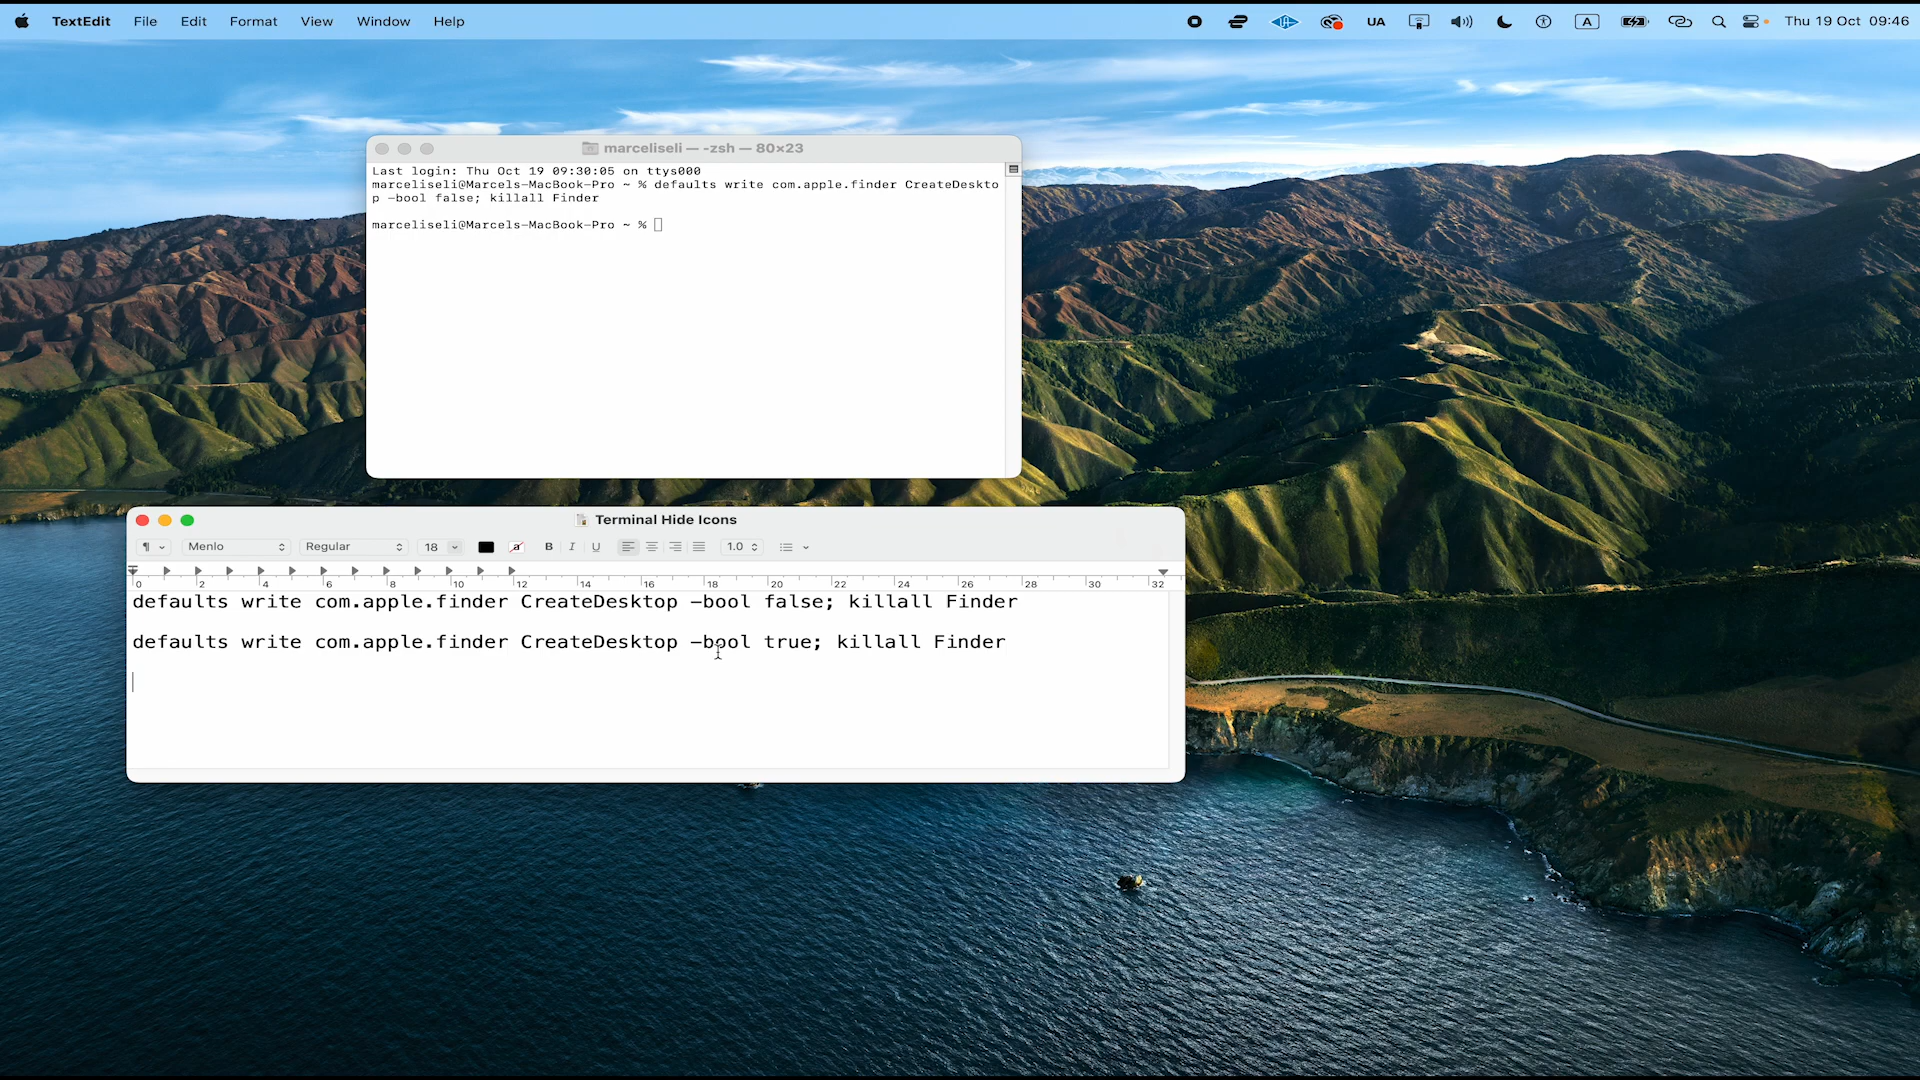 TextEdit File Edit Format View Window Help UA A Thu 19 Oct 09:46
marceliseli — -zsh — 80×23
Last login: Thu Oct 19 09:30:05 on ttys000
marceliseli@Marcels-MacBook-Pro ~ % defaults write com.apple.finder CreateDeskto
p -bool false; killall Finder
marceliseli@Marcels-MacBook-Pro ~ %
Terminal Hide Icons
¶ Menlo Regular 18 a B I U 1.0
0 2 4 6 8 10 12 14 16 18 20 22 24 26 28 30 32
defaults write com.apple.finder CreateDesktop -bool false; killall Finder
defaults write com.apple.finder CreateDesktop -bool true; killall Finder